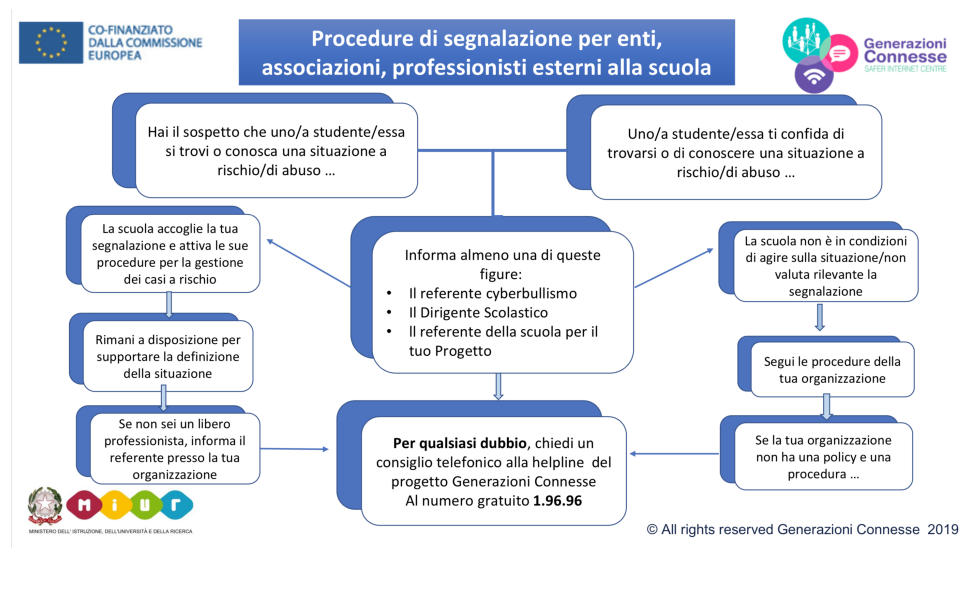 CO-FINANZIATO
DALLA COMMISSIONE
EUROPEA
Procedure di segnalazione per enti,
associazioni, professionisti esterni alla scuola
Generazioni
Connesse
SAFER INTERNET CENTRE
Hai il sospetto che uno/a studente/essa
si trovi o conosca una situazione a
rischio/di abuso ...
Uno/a studente/essa ti confida di
trovarsi o di conoscere una situazione a
rischio/di abuso ...
La scuola accoglie la tua
segnalazione e attiva le sue
procedure per la gestione
dei casi a rischio
Informa almeno una di queste
figure:
• Il referente cyberbullismo
• Il Dirigente Scolastico
• Il referente della scuola per il
tuo Progetto
La scuola non è in condizioni
di agire sulla situazione/non
valuta rilevante la
segnalazione
Rimani a disposizione per
supportare la definizione
della situazione
Segui le procedure della
tua organizzazione
Se non sei un libero
professionista, informa il
referente presso la tua
organizzazione
Per qualsiasi dubbio, chiedi un
consiglio telefonico alla helpline del
progetto Generazioni Connesse
Al numero gratuito 1.96.96
Se la tua organizzazione
non ha una policy e una
procedura ...
miur
MINISTERO DELL' ISTRUZIONE, DELL'UNIVERSITÀ E DELLA RICERCA
© All rights reserved Generazioni Connesse 2019